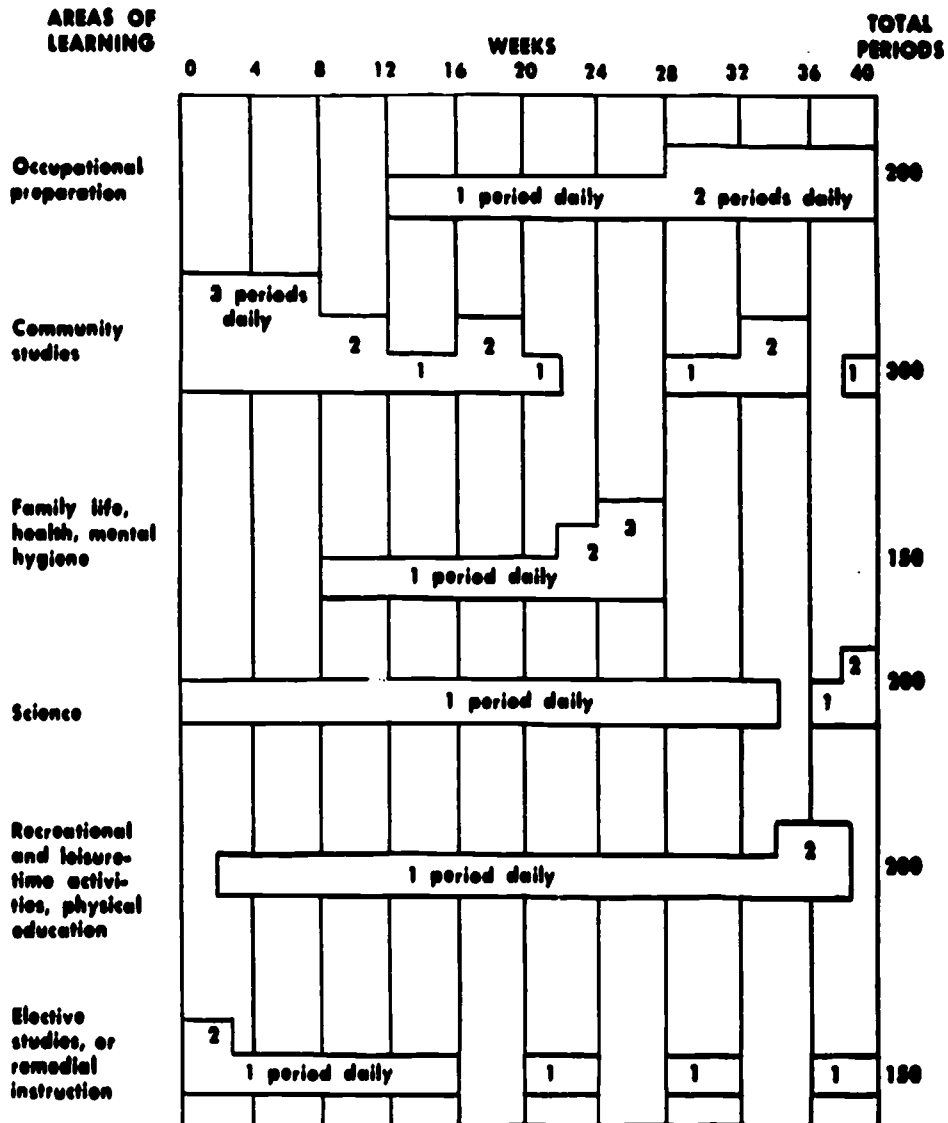 AREAS OF
LEARNING
WEEKS
TOTAL
PERIODS
0 4 8 12 16 20 24 28 32 36 40
Occupational
preparation
1 period daily
2 periods daily
200
3 periods
daily
Community
studies
2
1
2
1
1
2
1
300
Family life,
health, mental
hygiene
1 period daily
2
3
150
Science
1 period daily
1
2
200
Recreational
and leisure-
time activi-
ties, physical
education
1 period daily
2
200
Elective
studies, or
remedial
instruction
2
1 period daily
1
1
1
150